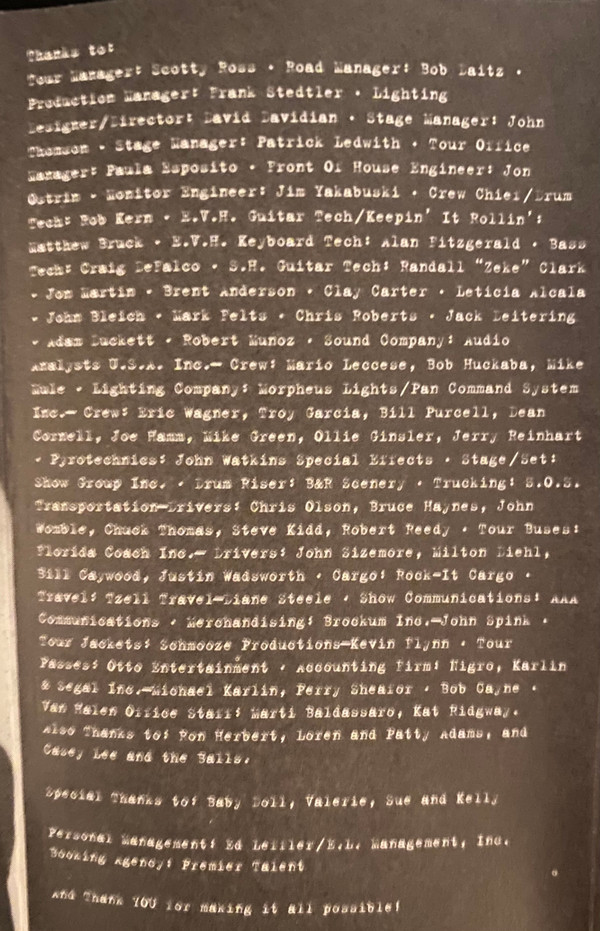 Thanks to:
Tour Manager: Scotty Ross • Road Manager: Bob Daitz •
Production Manager: Frank Stedtler • Lighting
Designer/Director: David Davidian • Stage Manager: John
Thomson • Stage Manager: Patrick Ledwith • Tour Office
Manager: Paula Esposito • Front Of House Engineer: Jon
Ostrin • Monitor Engineer: Jim Yakabuski • Crew Chief/Drum
Tech: Rob Kern • E.V.H. Guitar Tech/Keepin' It Rollin':
Matthew Bruck • E.V.H. Keyboard Tech: Alan Fitzgerald • Bass
Tech: Craig DeFalco • S.H. Guitar Tech: Randall "Zeke" Clark
• Jon Martin • Brent Anderson • Clay Carter • Leticia Alcala
• John Bleich • Mark Felts • Chris Roberts • Jack Deitering
• Adam Duckett • Robert Munoz • Sound Company: Audio
Analysts U.S.A. Inc.— Crew: Mario Leccese, Bob Huckaba, Mike
Mule • Lighting Company: Morpheus Lights/Pan Command System
Inc.— Crew: Eric Wagner, Troy Garcia, Bill Purcell, Dean
Cornell, Joe Hamm, Mike Green, Ollie Ginsler, Jerry Reinhart
• Pyrotechnics: John Watkins Special Effects • Stage/Set:
Show Group Inc. • Drum Riser: B&R Scenery • Trucking: S.O.S.
Transportation—Drivers: Chris Olson, Bruce Haynes, John
Womble, Chuck Thomas, Steve Kidd, Robert Reedy • Tour Buses:
Florida Coach Inc.— Drivers: John Sizemore, Milton Diehl,
Bill Caywood, Justin Wadsworth • Cargo: Rock-It Cargo •
Travel: Tzell Travel—Diane Steele • Show Communications: AAA
Communications • Merchandising: Brockum Inc.—John Spink •
Tour Jackets: Schmooze Productions—Kevin Flynn • Tour
Passes: Otto Entertainment • Accounting Firm: Nigro, Karlin
& Segal Inc.—Michael Karlin, Perry Sheafor • Bob Cayne •
Van Halen Office Staff: Marti Baldassaro, Kat Ridgway.
Also Thanks to: Ron Herbert, Loren and Patty Adams, and
Casey Lee and the Balls.
Special Thanks to: Baby Doll, Valerie, Sue and Kelly
Personal Management: Ed Leffler/E.L. Management, Inc.
Booking Agency: Premier Talent
And Thank YOU for making it all possible!